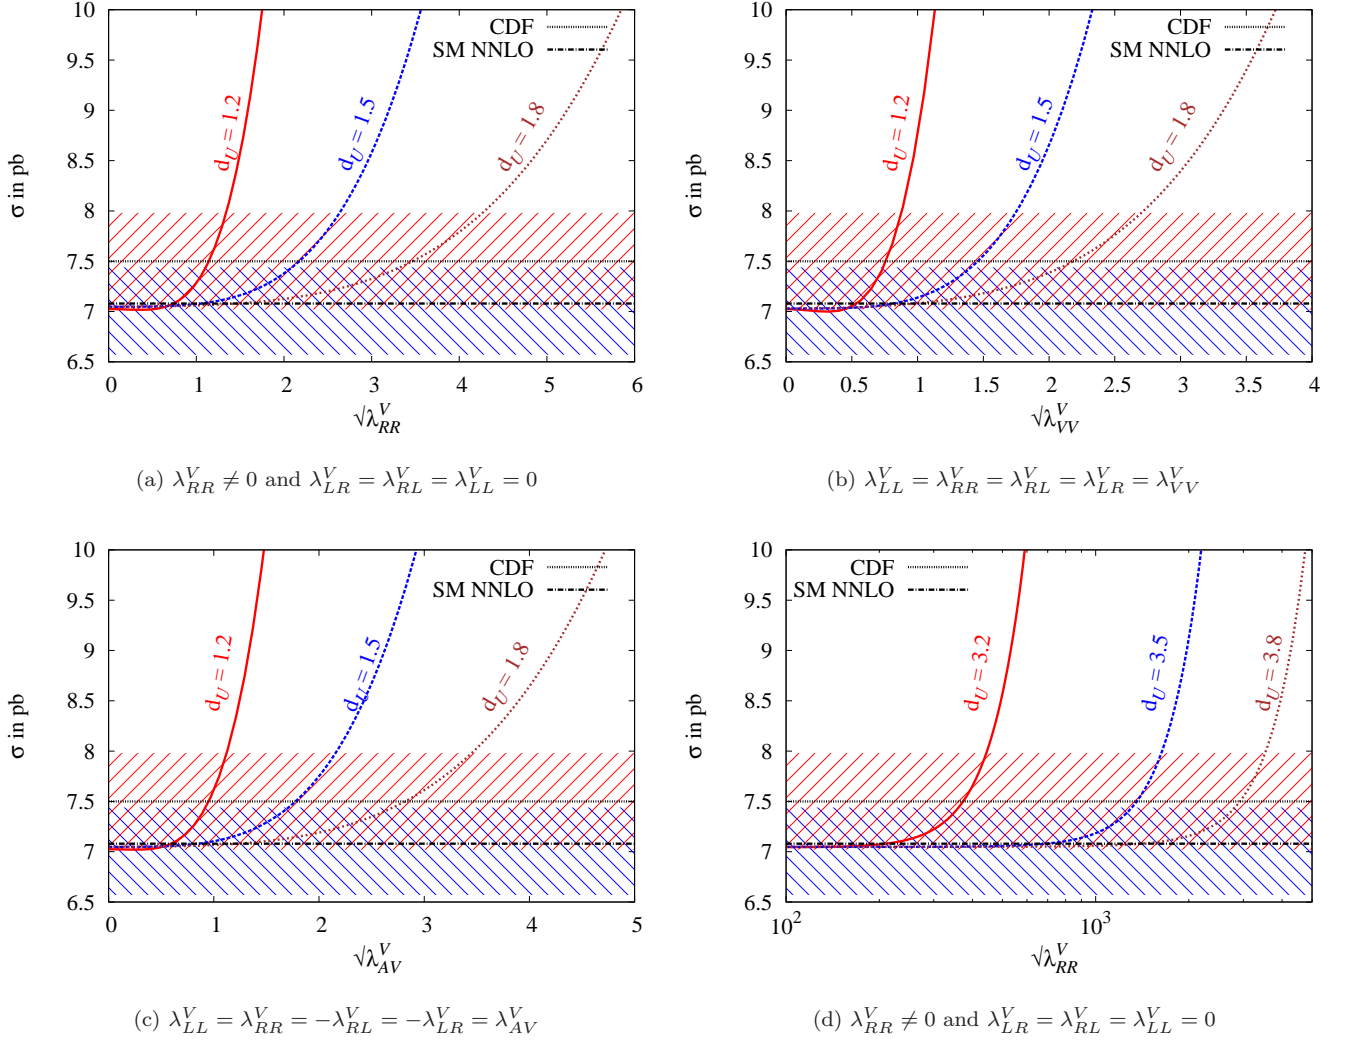 10
9.5
9
8.5
8
7.5
7
6.5
σ in pb
CDF
SM NNLO
d_U = 1.2
d_U = 1.5
d_U = 1.8
0 1 2 3 4 5 6
√λ^V_RR
(a) λ^V_RR ≠ 0 and λ^V_LR = λ^V_RL = λ^V_LL = 0
10
9.5
9
8.5
8
7.5
7
6.5
σ in pb
CDF
SM NNLO
d_U = 1.2
d_U = 1.5
d_U = 1.8
0 0.5 1 1.5 2 2.5 3 3.5 4
√λ^V_VV
(b) λ^V_LL = λ^V_RR = λ^V_RL = λ^V_LR = λ^V_VV
10
9.5
9
8.5
8
7.5
7
6.5
σ in pb
CDF
SM NNLO
d_U = 1.2
d_U = 1.5
d_U = 1.8
0 1 2 3 4 5
√λ^V_AV
(c) λ^V_LL = λ^V_RR = −λ^V_RL = −λ^V_LR = λ^V_AV
10
9.5
9
8.5
8
7.5
7
6.5
σ in pb
CDF
SM NNLO
d_U = 3.2
d_U = 3.5
d_U = 3.8
10^2 10^3
√λ^V_RR
(d) λ^V_RR ≠ 0 and λ^V_LR = λ^V_RL = λ^V_LL = 0